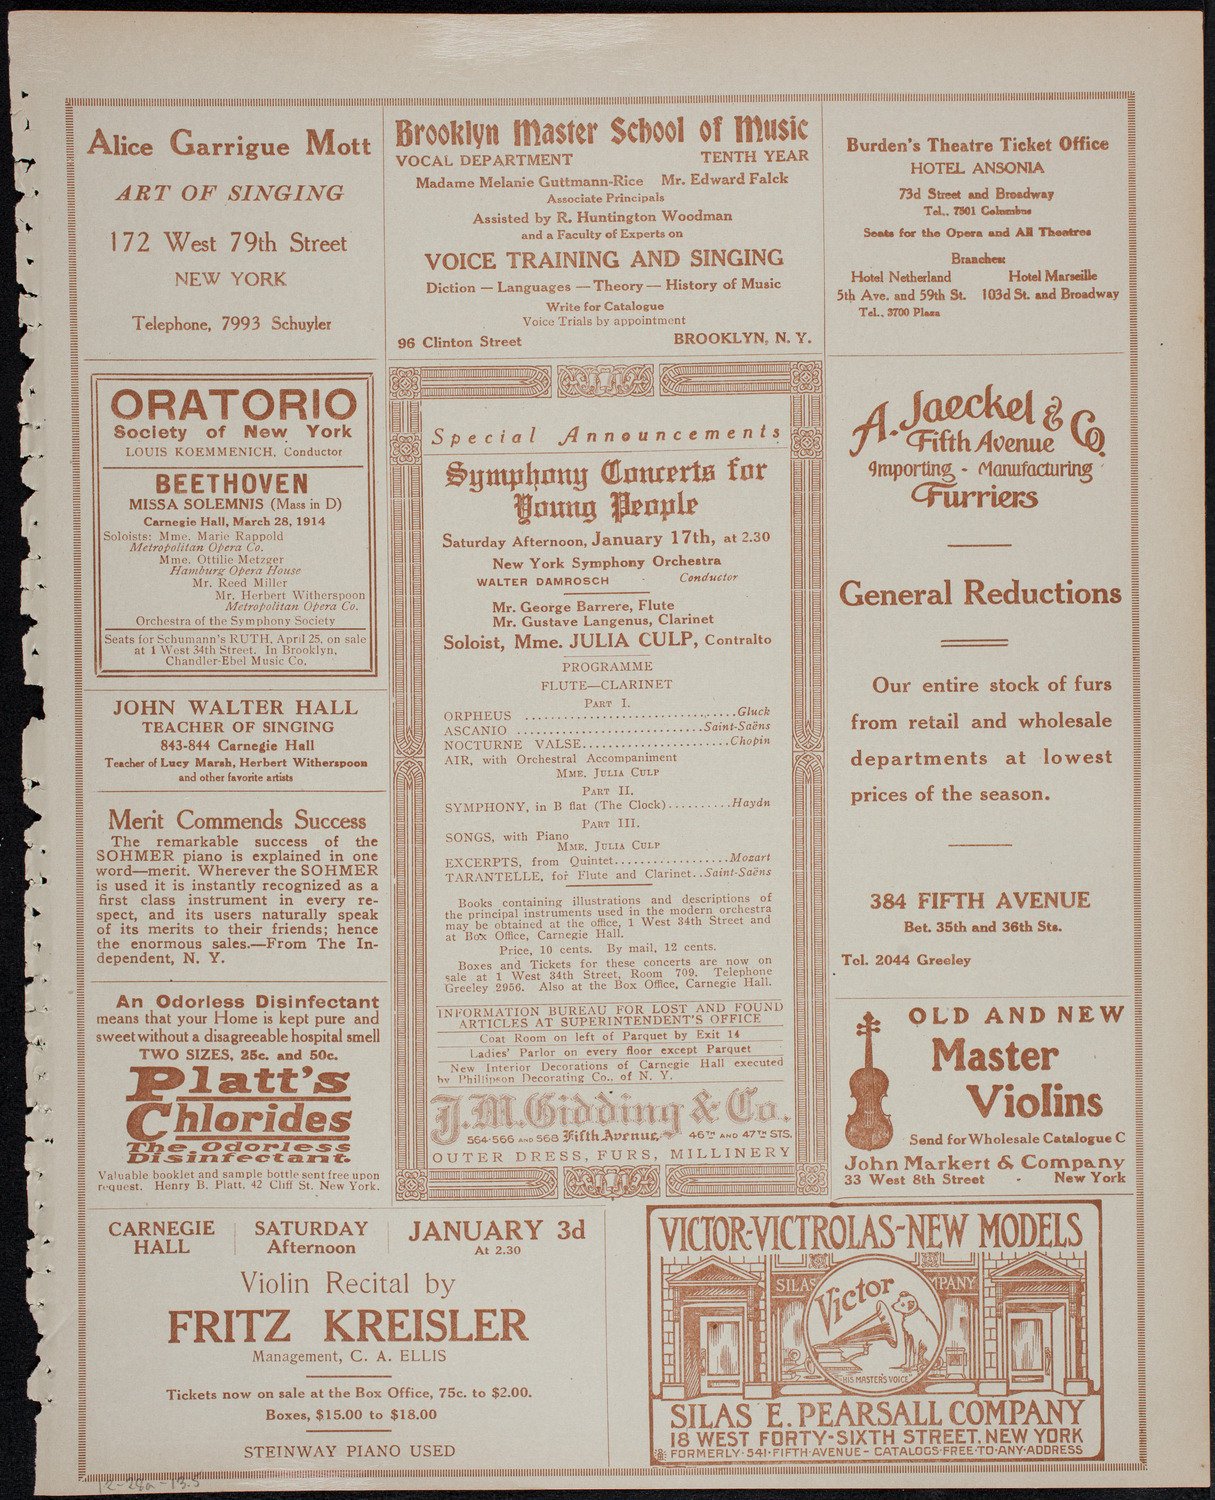 Alice Garrigue Mott
ART OF SINGING
172 West 79th Street
NEW YORK
Telephone, 7993 Schuyler
Brooklyn Master School of Music
VOCAL DEPARTMENT TENTH YEAR
Madame Melanie Guttmann-Rice Mr. Edward Falck
Associate Principals
Assisted by R. Huntington Woodman
and a Faculty of Experts on
VOICE TRAINING AND SINGING
Diction — Languages — Theory — History of Music
Write for Catalogue
Voice Trials by appointment
96 Clinton Street BROOKLYN, N. Y.
Burden's Theatre Ticket Office
HOTEL ANSONIA
73d Street and Broadway
Tel., 7501 Columbus
Seats for the Opera and All Theatres
Branches:
Hotel Netherland Hotel Marseille
5th Ave. and 59th St. 103d St. and Broadway
Tel., 3700 Plaza
ORATORIO
Society of New York
LOUIS KOEMMENICH, Conductor
BEETHOVEN
MISSA SOLEMNIS (Mass in D)
Carnegie Hall, March 28, 1914
Soloists: Mme. Marie Rappold
Metropolitan Opera Co.
Mme. Ottilie Metzger
Hamburg Opera House
Mr. Reed Miller
Mr. Herbert Witherspoon
Metropolitan Opera Co.
Orchestra of the Symphony Society
Seats for Schumann's RUTH, April 25, on sale
at 1 West 34th Street. In Brooklyn,
Chandler-Ebel Music Co.
JOHN WALTER HALL
TEACHER OF SINGING
843-844 Carnegie Hall
Teacher of Lucy Marsh, Herbert Witherspoon
and other favorite artists
Merit Commends Success
The remarkable success of the
SOHMER piano is explained in one
word—merit. Wherever the SOHMER
is used it is instantly recognized as a
first class instrument in every re-
spect, and its users naturally speak
of its merits to their friends; hence
the enormous sales.—From The In-
dependent, N. Y.
An Odorless Disinfectant
means that your Home is kept pure and
sweet without a disagreeable hospital smell
TWO SIZES, 25c. and 50c.
Platt's
Chlorides
The Odorless
Disinfectant.
Valuable booklet and sample bottle sent free upon
request. Henry B. Platt, 42 Cliff St. New York.
Special Announcements
Symphony Concerts for
Young People
Saturday Afternoon, January 17th, at 2.30
New York Symphony Orchestra
WALTER DAMROSCH Conductor
Mr. George Barrere, Flute
Mr. Gustave Langenus, Clarinet
Soloist, Mme. JULIA CULP, Contralto
PROGRAMME
FLUTE—CLARINET
PART I.
ORPHEUS ..............................Gluck
ASCANIO ..........................Saint-Saëns
NOCTURNE VALSE.....................Chopin
AIR, with Orchestral Accompaniment
MME. JULIA CULP
PART II.
SYMPHONY, in B flat (The Clock)..........Haydn
PART III.
SONGS, with Piano
MME. JULIA CULP
EXCERPTS, from Quintet.................Mozart
TARANTELLE, for Flute and Clarinet..Saint-Saëns
Books containing illustrations and descriptions of
the principal instruments used in the modern orchestra
may be obtained at the office, 1 West 34th Street and
at Box Office, Carnegie Hall.
Price, 10 cents. By mail, 12 cents.
Boxes and Tickets for these concerts are now on
sale at 1 West 34th Street, Room 709. Telephone
Greeley 2956. Also at the Box Office, Carnegie Hall.
INFORMATION BUREAU FOR LOST AND FOUND
ARTICLES AT SUPERINTENDENT'S OFFICE
Coat Room on left of Parquet by Exit 14
Ladies' Parlor on every floor except Parquet
New Interior Decorations of Carnegie Hall executed
by Phillipson Decorating Co., of N. Y.
J.M. Gidding & Co.
564-566 AND 568 Fifth Avenue, 46TH AND 47TH STS.
OUTER DRESS, FURS, MILLINERY
A. Jaeckel & Co.
Fifth Avenue
Importing - Manufacturing
Furriers
General Reductions
Our entire stock of furs
from retail and wholesale
departments at lowest
prices of the season.
384 FIFTH AVENUE
Bet. 35th and 36th Sts.
Tel. 2044 Greeley
OLD AND NEW
Master
Violins
Send for Wholesale Catalogue C
John Markert & Company
33 West 8th Street - New York
CARNEGIE HALL
SATURDAY Afternoon
JANUARY 3d
At 2.30
Violin Recital by
FRITZ KREISLER
Management, C. A. ELLIS
Tickets now on sale at the Box Office, 75c. to $2.00.
Boxes, $15.00 to $18.00
STEINWAY PIANO USED
VICTOR-VICTROLAS-NEW MODELS
SILAS MPANY
Victor
"HIS MASTER'S VOICE"
SILAS E. PEARSALL COMPANY
18 WEST FORTY-SIXTH STREET, NEW YORK
FORMERLY·541·FIFTH·AVENUE - CATALOGS·FREE·TO·ANY·ADDRESS
12-28a-13.5